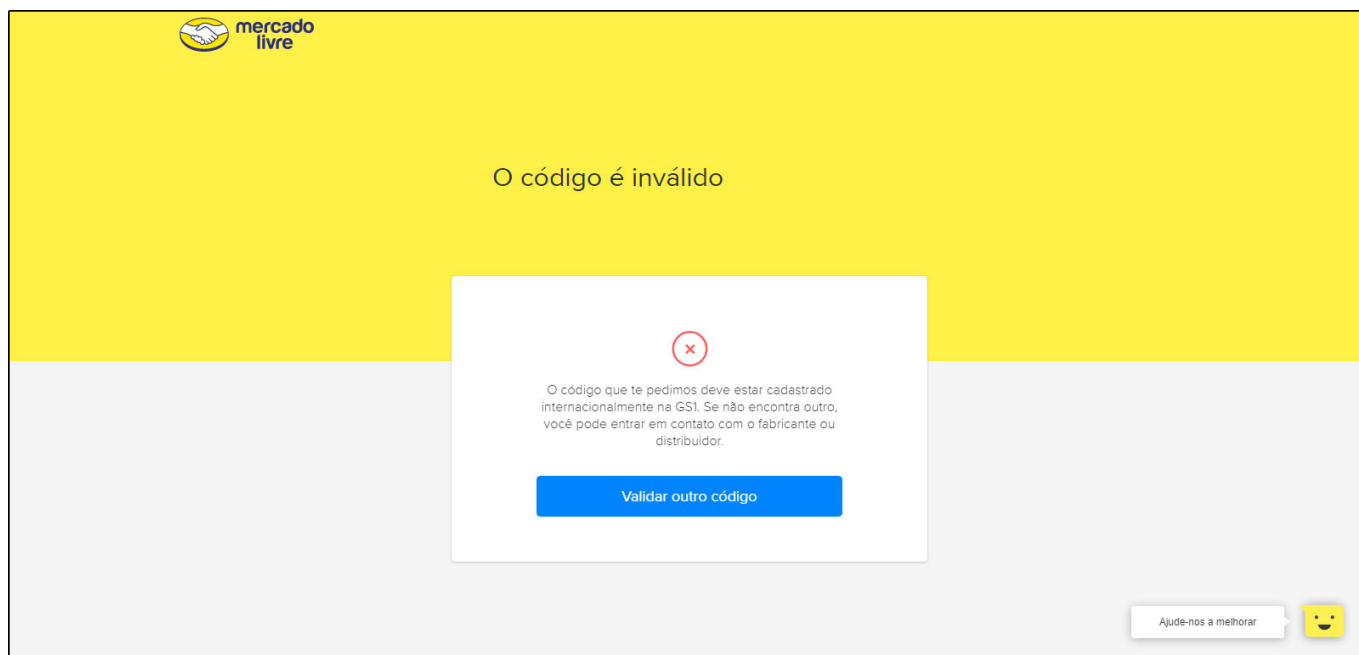 mercado
livre
O código é inválido
O código que te pedimos deve estar cadastrado
internacionalmente na GS1. Se não encontra outro,
você pode entrar em contato com o fabricante ou
distribuidor.
Validar outro código
Ajude-nos a melhorar